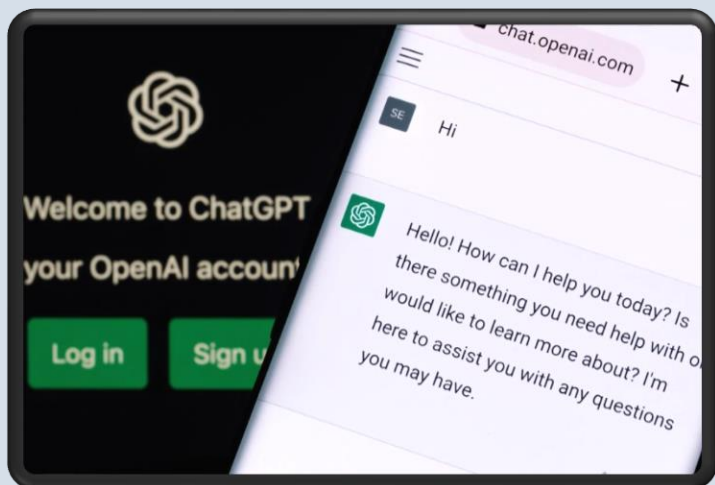 Welcome to ChatGPT
your OpenAI account
Log in
Sign u
chat.openai.com
+
SE
Hi
Hello! How can I help you today? Is
there something you need help with o
would like to learn more about? I'm
here to assist you with any questions
you may have.